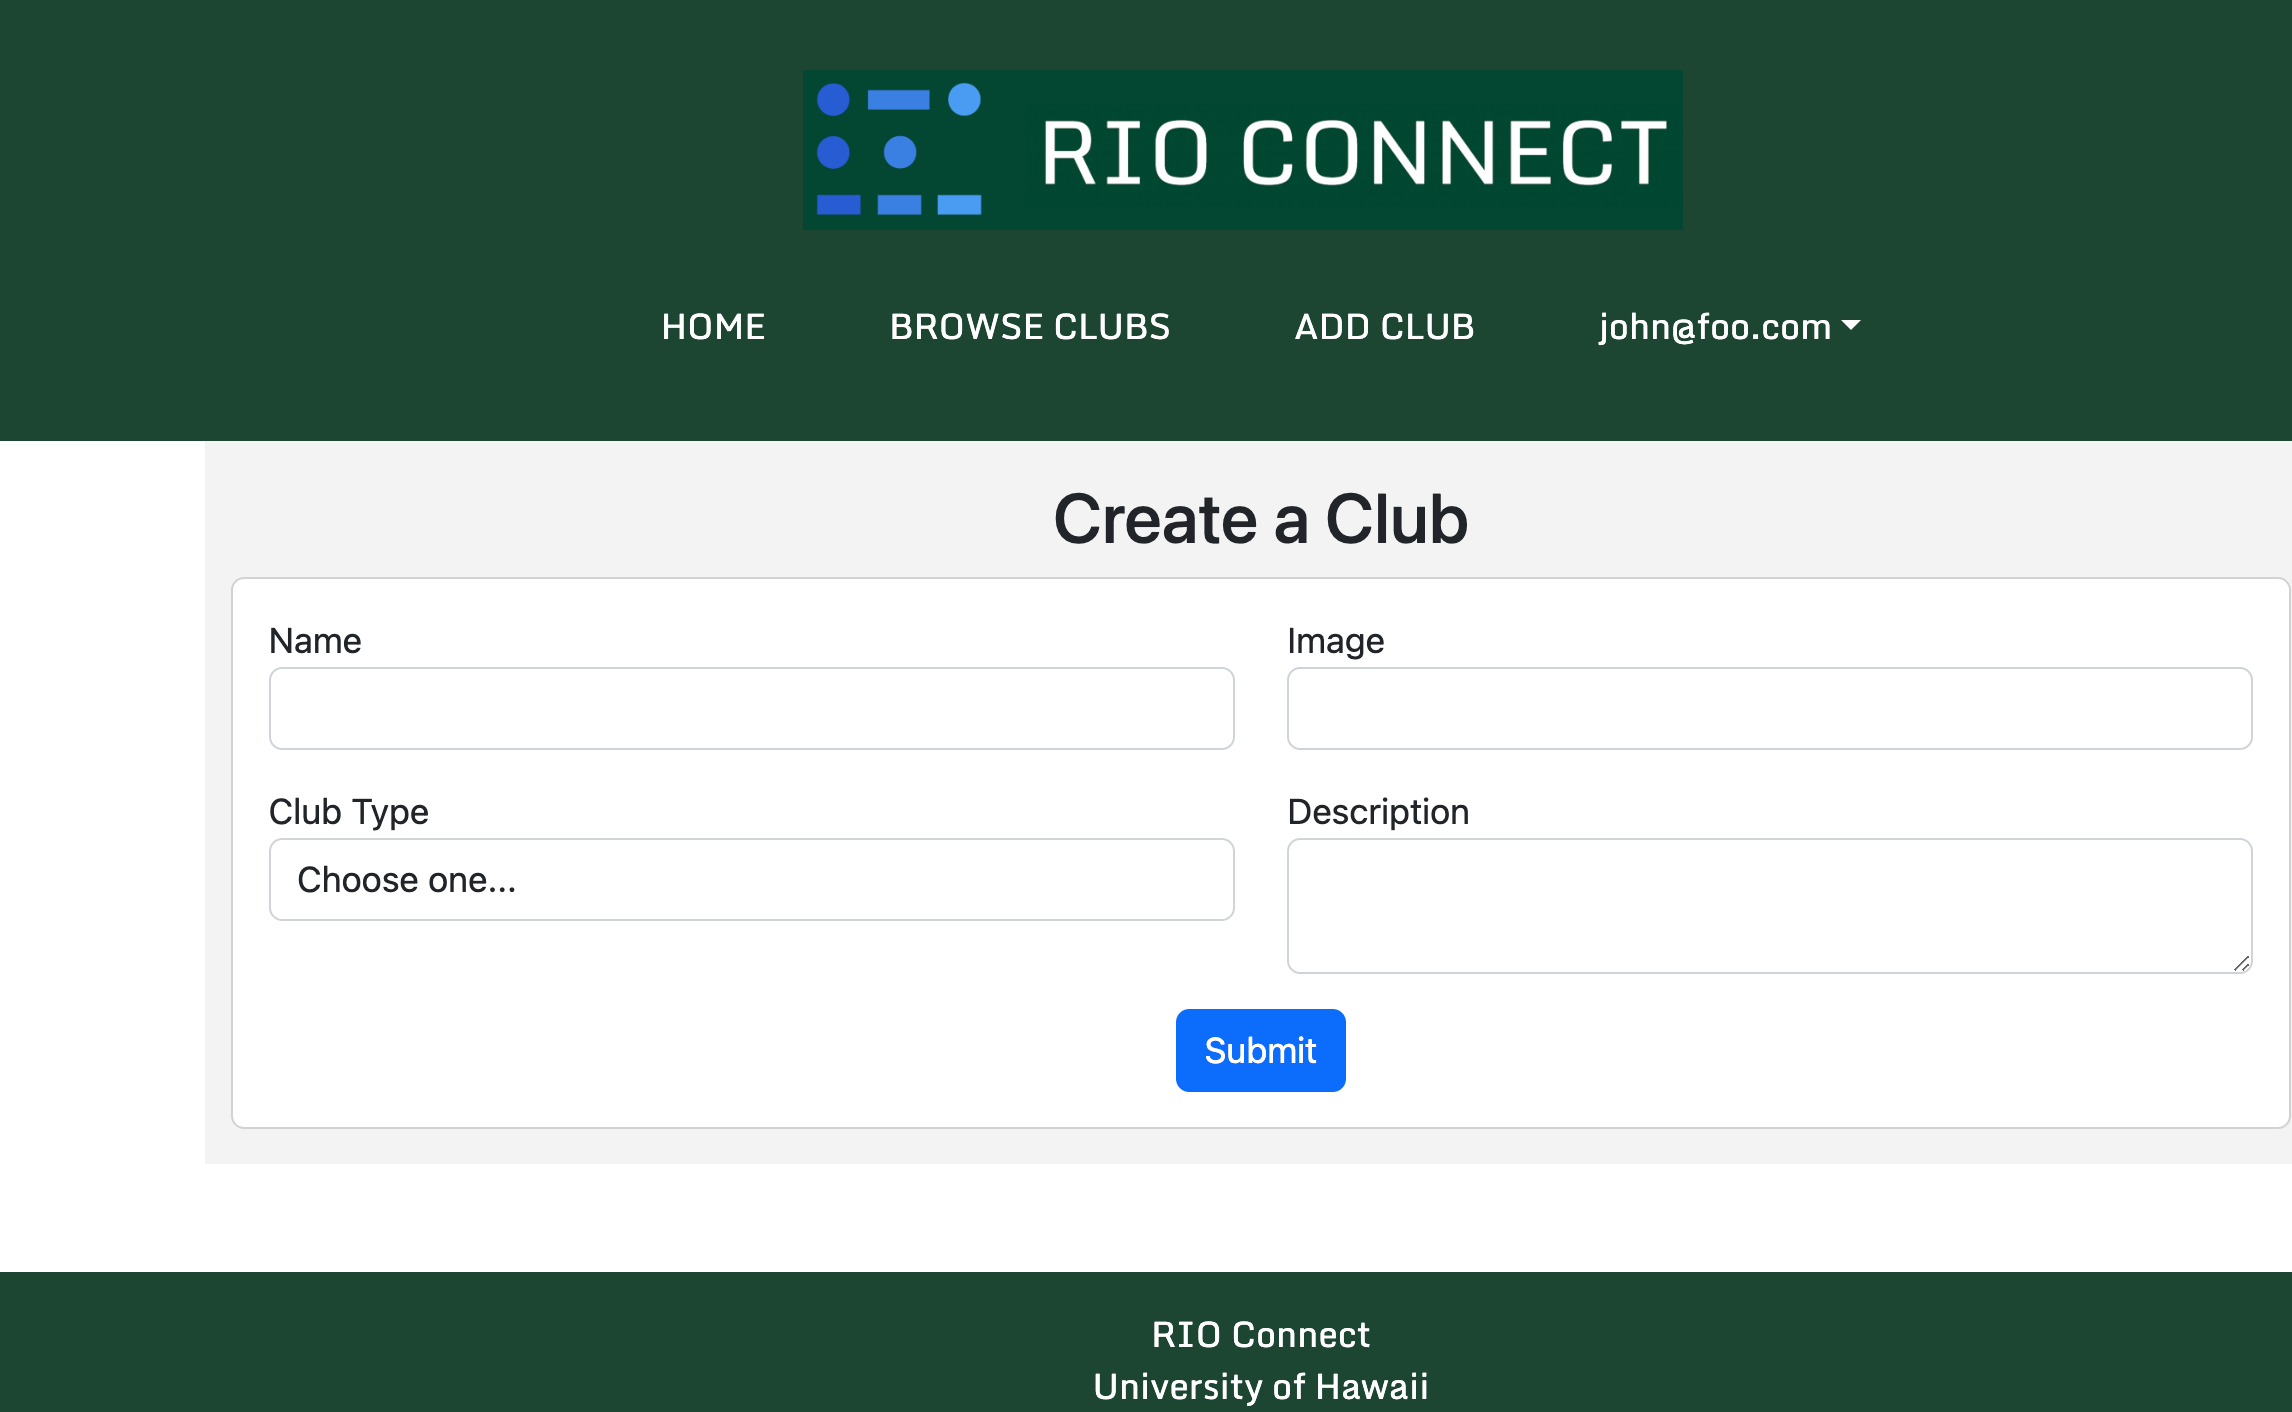 RIO CONNECT
HOME BROWSE CLUBS ADD CLUB john@foo.com
Create a Club
Name Image
Club Type Description
Choose one...
Submit
RIO Connect
University of Hawaii